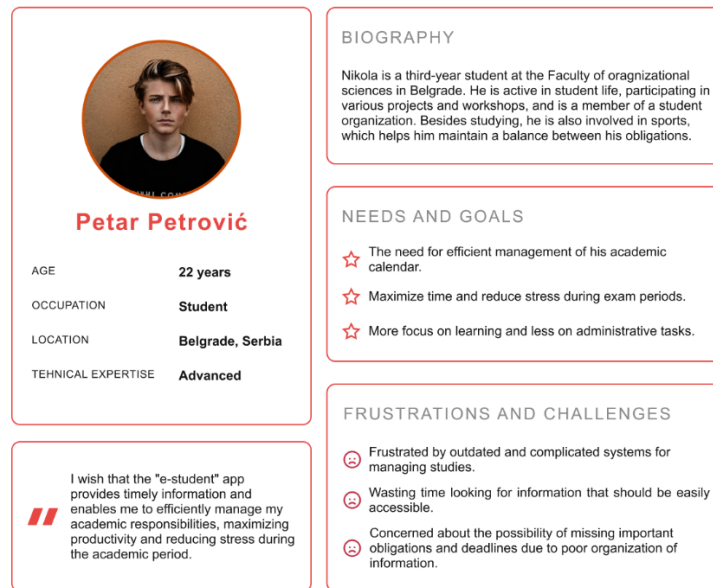 Petar Petrović
AGE 22 years
OCCUPATION Student
LOCATION Belgrade, Serbia
TEHNICAL EXPERTISE Advanced
I wish that the "e-student" app
provides timely information and
enables me to efficiently manage my
academic responsibilities, maximizing
productivity and reducing stress during
the academic period.
BIOGRAPHY
Nikola is a third-year student at the Faculty of oragnizational
sciences in Belgrade. He is active in student life, participating in
various projects and workshops, and is a member of a student
organization. Besides studying, he is also involved in sports,
which helps him maintain a balance between his obligations.
NEEDS AND GOALS
The need for efficient management of his academic
calendar.
Maximize time and reduce stress during exam periods.
More focus on learning and less on administrative tasks.
FRUSTRATIONS AND CHALLENGES
Frustrated by outdated and complicated systems for
managing studies.
Wasting time looking for information that should be easily
accessible.
Concerned about the possibility of missing important
obligations and deadlines due to poor organization of
information.